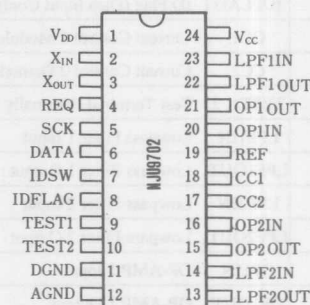 VDD 1 24 VCC
XIN 2 23 LPF1IN
XOUT 3 22 LPF1OUT
REQ 4 21 OP1OUT
SCK 5 20 OP1IN
DATA 6 19 REF
IDSW 7 18 CC1
IDFLAG 8 17 CC2
TEST1 9 16 OP2IN
TEST2 10 15 OP2OUT
DGND 11 14 LPF2IN
AGND 12 13 LPF2OUT
NJU9702